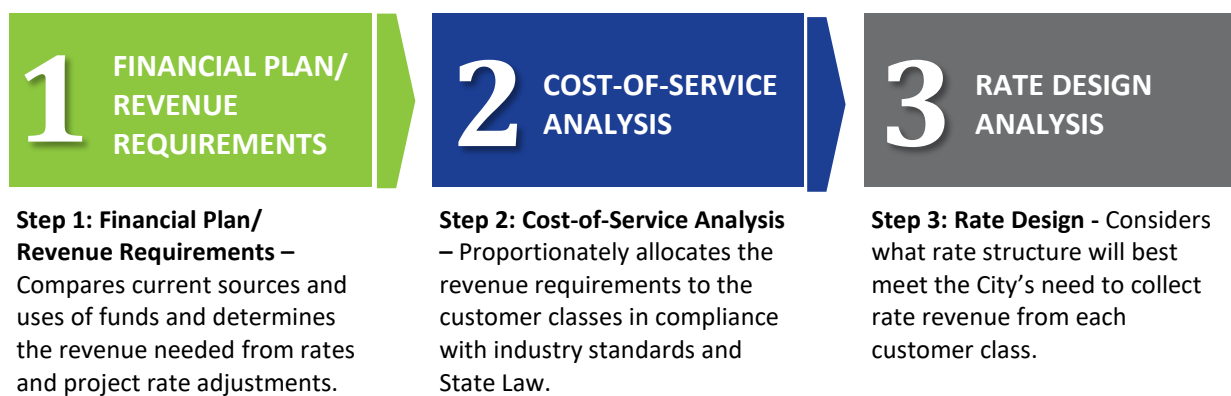 1
FINANCIAL PLAN/
REVENUE
REQUIREMENTS
2
COST-OF-SERVICE
ANALYSIS
3
RATE DESIGN
ANALYSIS
Step 1: Financial Plan/
Revenue Requirements –
Compares current sources and
uses of funds and determines
the revenue needed from rates
and project rate adjustments.
Step 2: Cost-of-Service Analysis
– Proportionately allocates the
revenue requirements to the
customer classes in compliance
with industry standards and
State Law.
Step 3: Rate Design - Considers
what rate structure will best
meet the City’s need to collect
rate revenue from each
customer class.